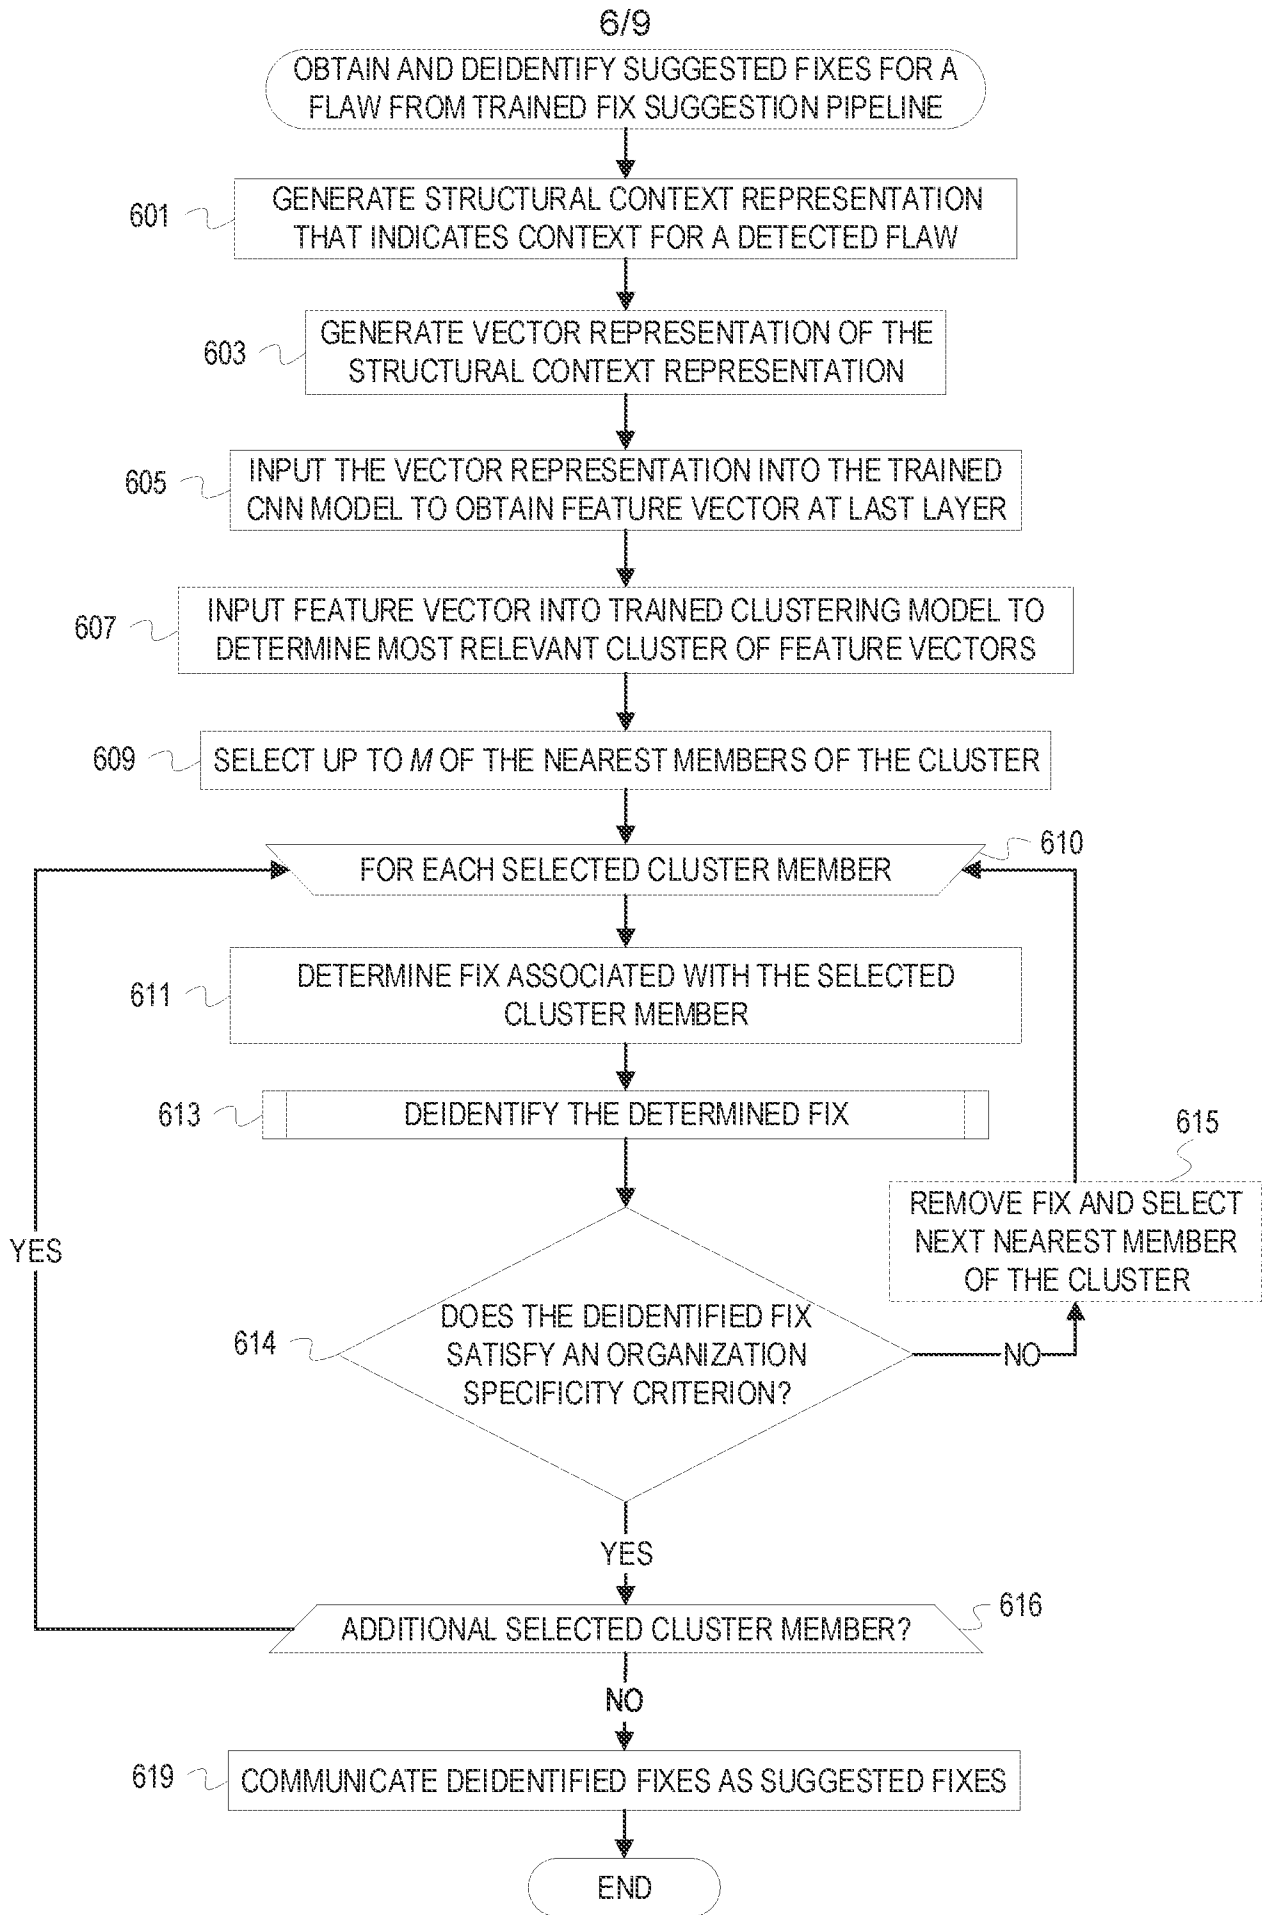 6/9
OBTAIN AND DEIDENTIFY SUGGESTED FIXES FOR A
FLAW FROM TRAINED FIX SUGGESTION PIPELINE
601
GENERATE STRUCTURAL CONTEXT REPRESENTATION
THAT INDICATES CONTEXT FOR A DETECTED FLAW
603
GENERATE VECTOR REPRESENTATION OF THE
STRUCTURAL CONTEXT REPRESENTATION
605
INPUT THE VECTOR REPRESENTATION INTO THE TRAINED
CNN MODEL TO OBTAIN FEATURE VECTOR AT LAST LAYER
607
INPUT FEATURE VECTOR INTO TRAINED CLUSTERING MODEL TO
DETERMINE MOST RELEVANT CLUSTER OF FEATURE VECTORS
609
SELECT UP TO M OF THE NEAREST MEMBERS OF THE CLUSTER
610
FOR EACH SELECTED CLUSTER MEMBER
611
DETERMINE FIX ASSOCIATED WITH THE SELECTED
CLUSTER MEMBER
613
DEIDENTIFY THE DETERMINED FIX
615
REMOVE FIX AND SELECT
NEXT NEAREST MEMBER
OF THE CLUSTER
YES
614
DOES THE DEIDENTIFIED FIX
SATISFY AN ORGANIZATION
SPECIFICITY CRITERION?
NO
YES
616
ADDITIONAL SELECTED CLUSTER MEMBER?
NO
619
COMMUNICATE DEIDENTIFIED FIXES AS SUGGESTED FIXES
END